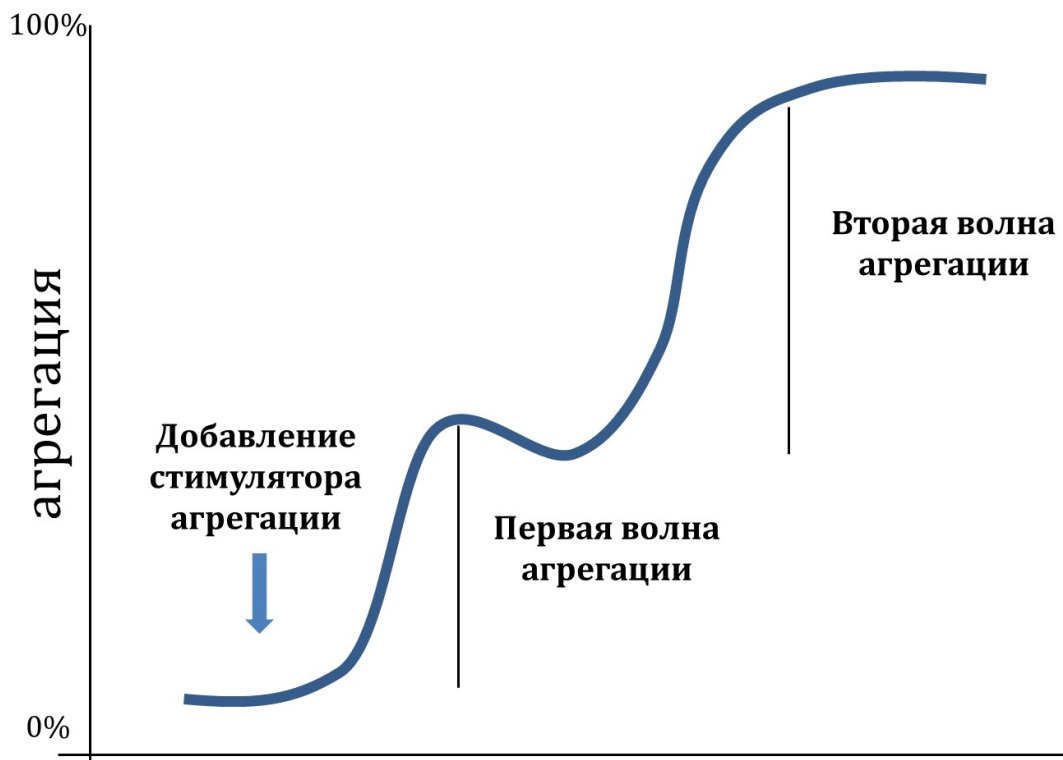 100%
агрегация
Добавление
стимулятора
агрегации
Первая волна
агрегации
Вторая волна
агрегации
0%